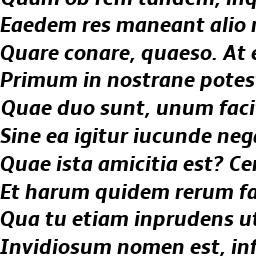 Quam ob rem tandem, inq
Eaedem res maneant alio
Quare conare, quaeso. At
Primum in nostrane potes
Quae duo sunt, unum faci
Sine ea igitur iucunde neg
Quae ista amicitia est? Cer
Et harum quidem rerum fa
Qua tu etiam inprudens ut
Invidiosum nomen est, inf